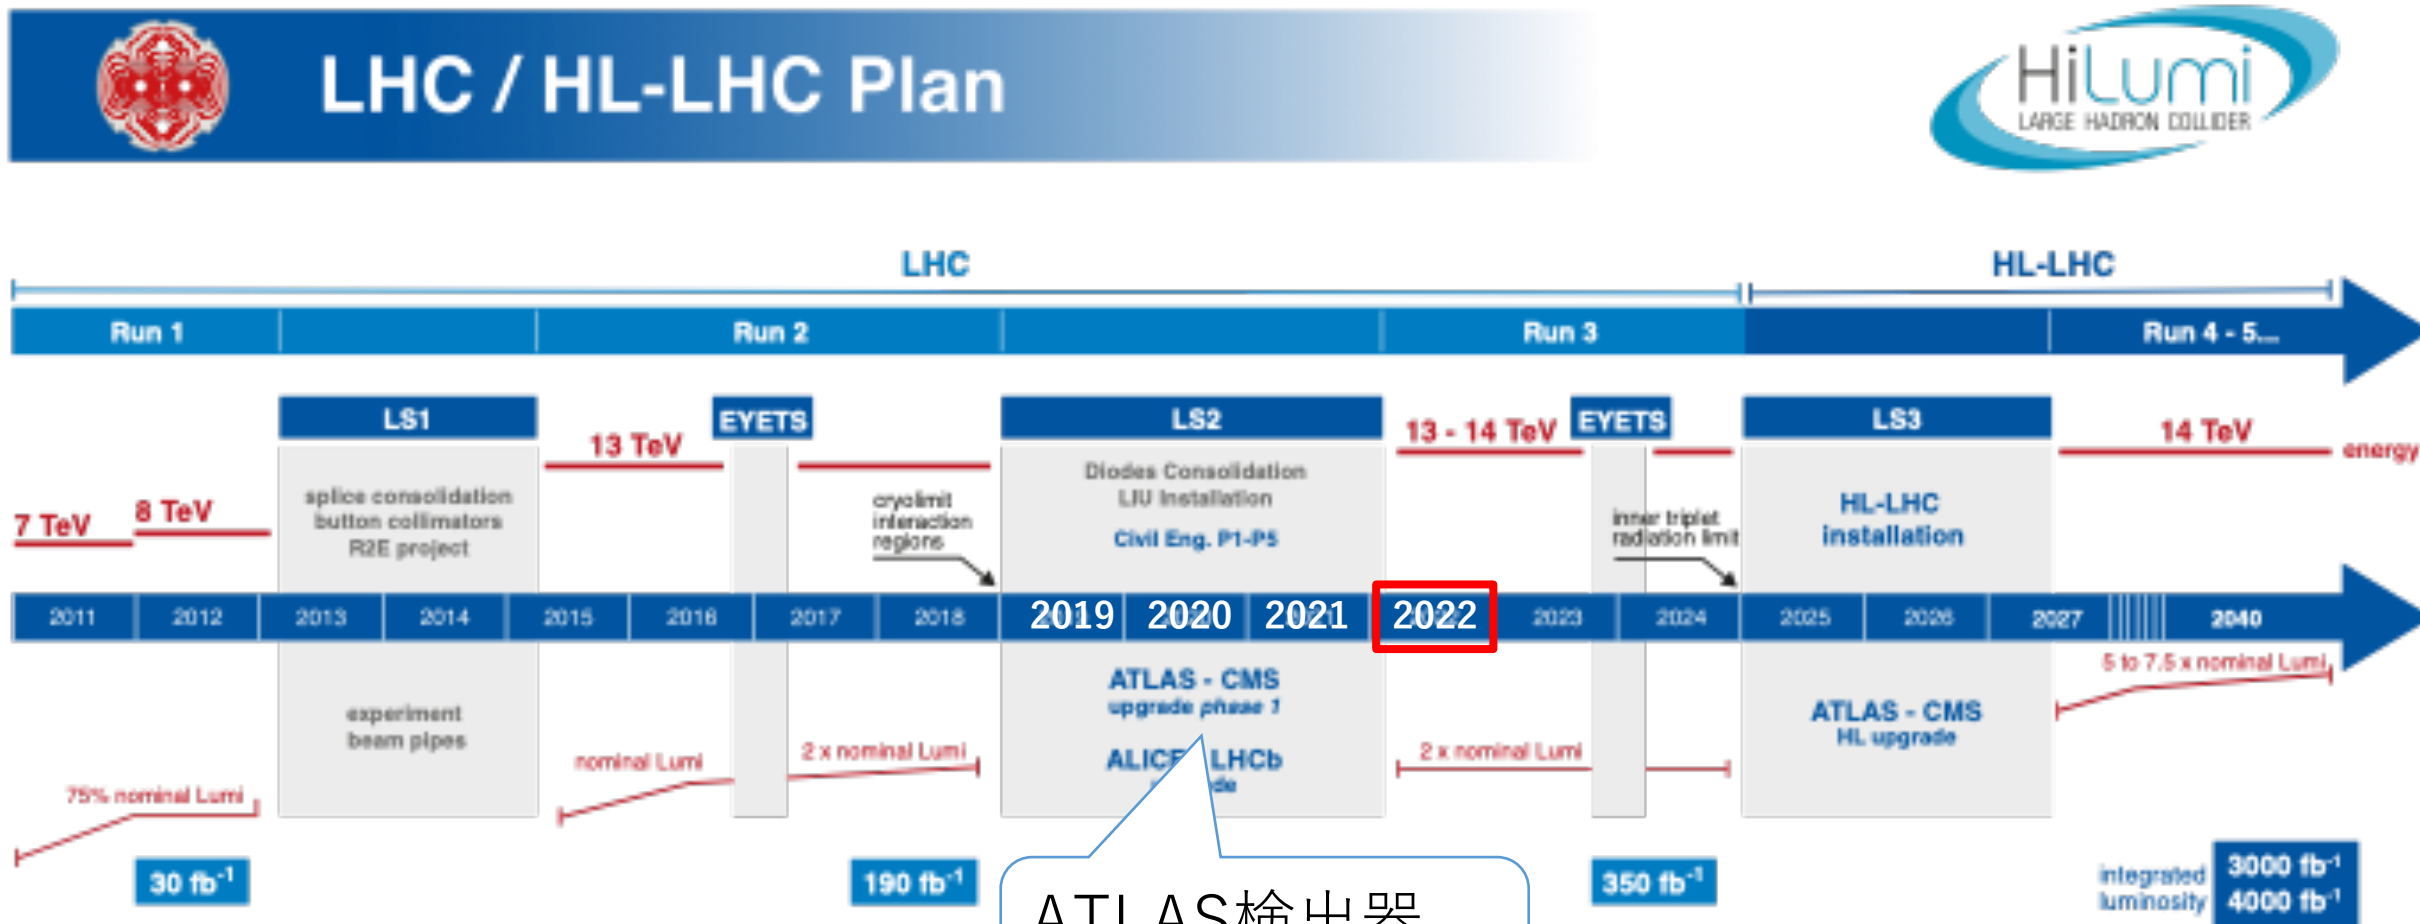 LHC / HL-LHC Plan
HiLumi
LARGE HADRON COLLIDER
LHC
HL-LHC
Run 1
Run 2
Run 3
Run 4 - 5...
LS1
EYETS
LS2
EYETS
LS3
13 TeV
13 - 14 TeV
14 TeV
energy
7 TeV
8 TeV
splice consolidation
button collimators
R2E project
cryolimit
interaction
regions
Diodes Consolidation
LIU Installation
Civil Eng. P1-P5
inner triplet
radiation limit
HL-LHC
installation
2011 2012 2013 2014 2015 2016 2017 2018 2019 2020 2021 2022 2023 2024 2025 2026 2027 2040
experiment
beam pipes
ATLAS - CMS
upgrade phase 1
ALICE LHCb
ATLAS - CMS
HL upgrade
5 to 7.5 x nominal Lumi
75% nominal Lumi
nominal Lumi
2 x nominal Lumi
2 x nominal Lumi
30 fb⁻¹
190 fb⁻¹
350 fb⁻¹
integrated
luminosity
3000 fb⁻¹
4000 fb⁻¹
ATLAS検出器